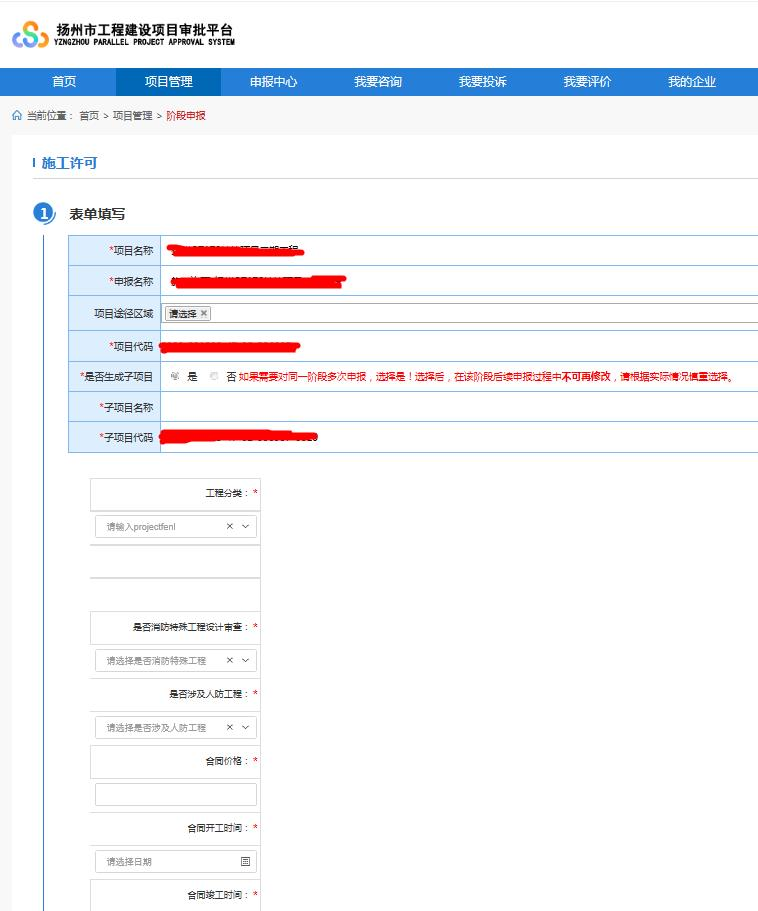 扬州市工程建设项目审批平台
YZNGZHOU PARALLEL PROJECT APPROVAL SYSTEM
首页 项目管理 申报中心 我要咨询 我要投诉 我要评价 我的企业
当前位置： 首页 > 项目管理 > 阶段申报
施工许可
1 表单填写
*项目名称
*申报名称
项目途径区域 请选择 ×
*项目代码
*是否生成子项目 是 否 如果需要对同一阶段多次申报，选择是！选择后，在该阶段后续申报过程中不可再修改，请根据实际情况慎重选择。
*子项目名称
*子项目代码
工程分类： *
请输入projectfenl
是否消防特殊工程设计审查： *
请选择是否消防特殊工程
是否涉及人防工程： *
请选择是否涉及人防工程
合同价格： *
合同开工时间： *
请选择日期
合同竣工时间： *